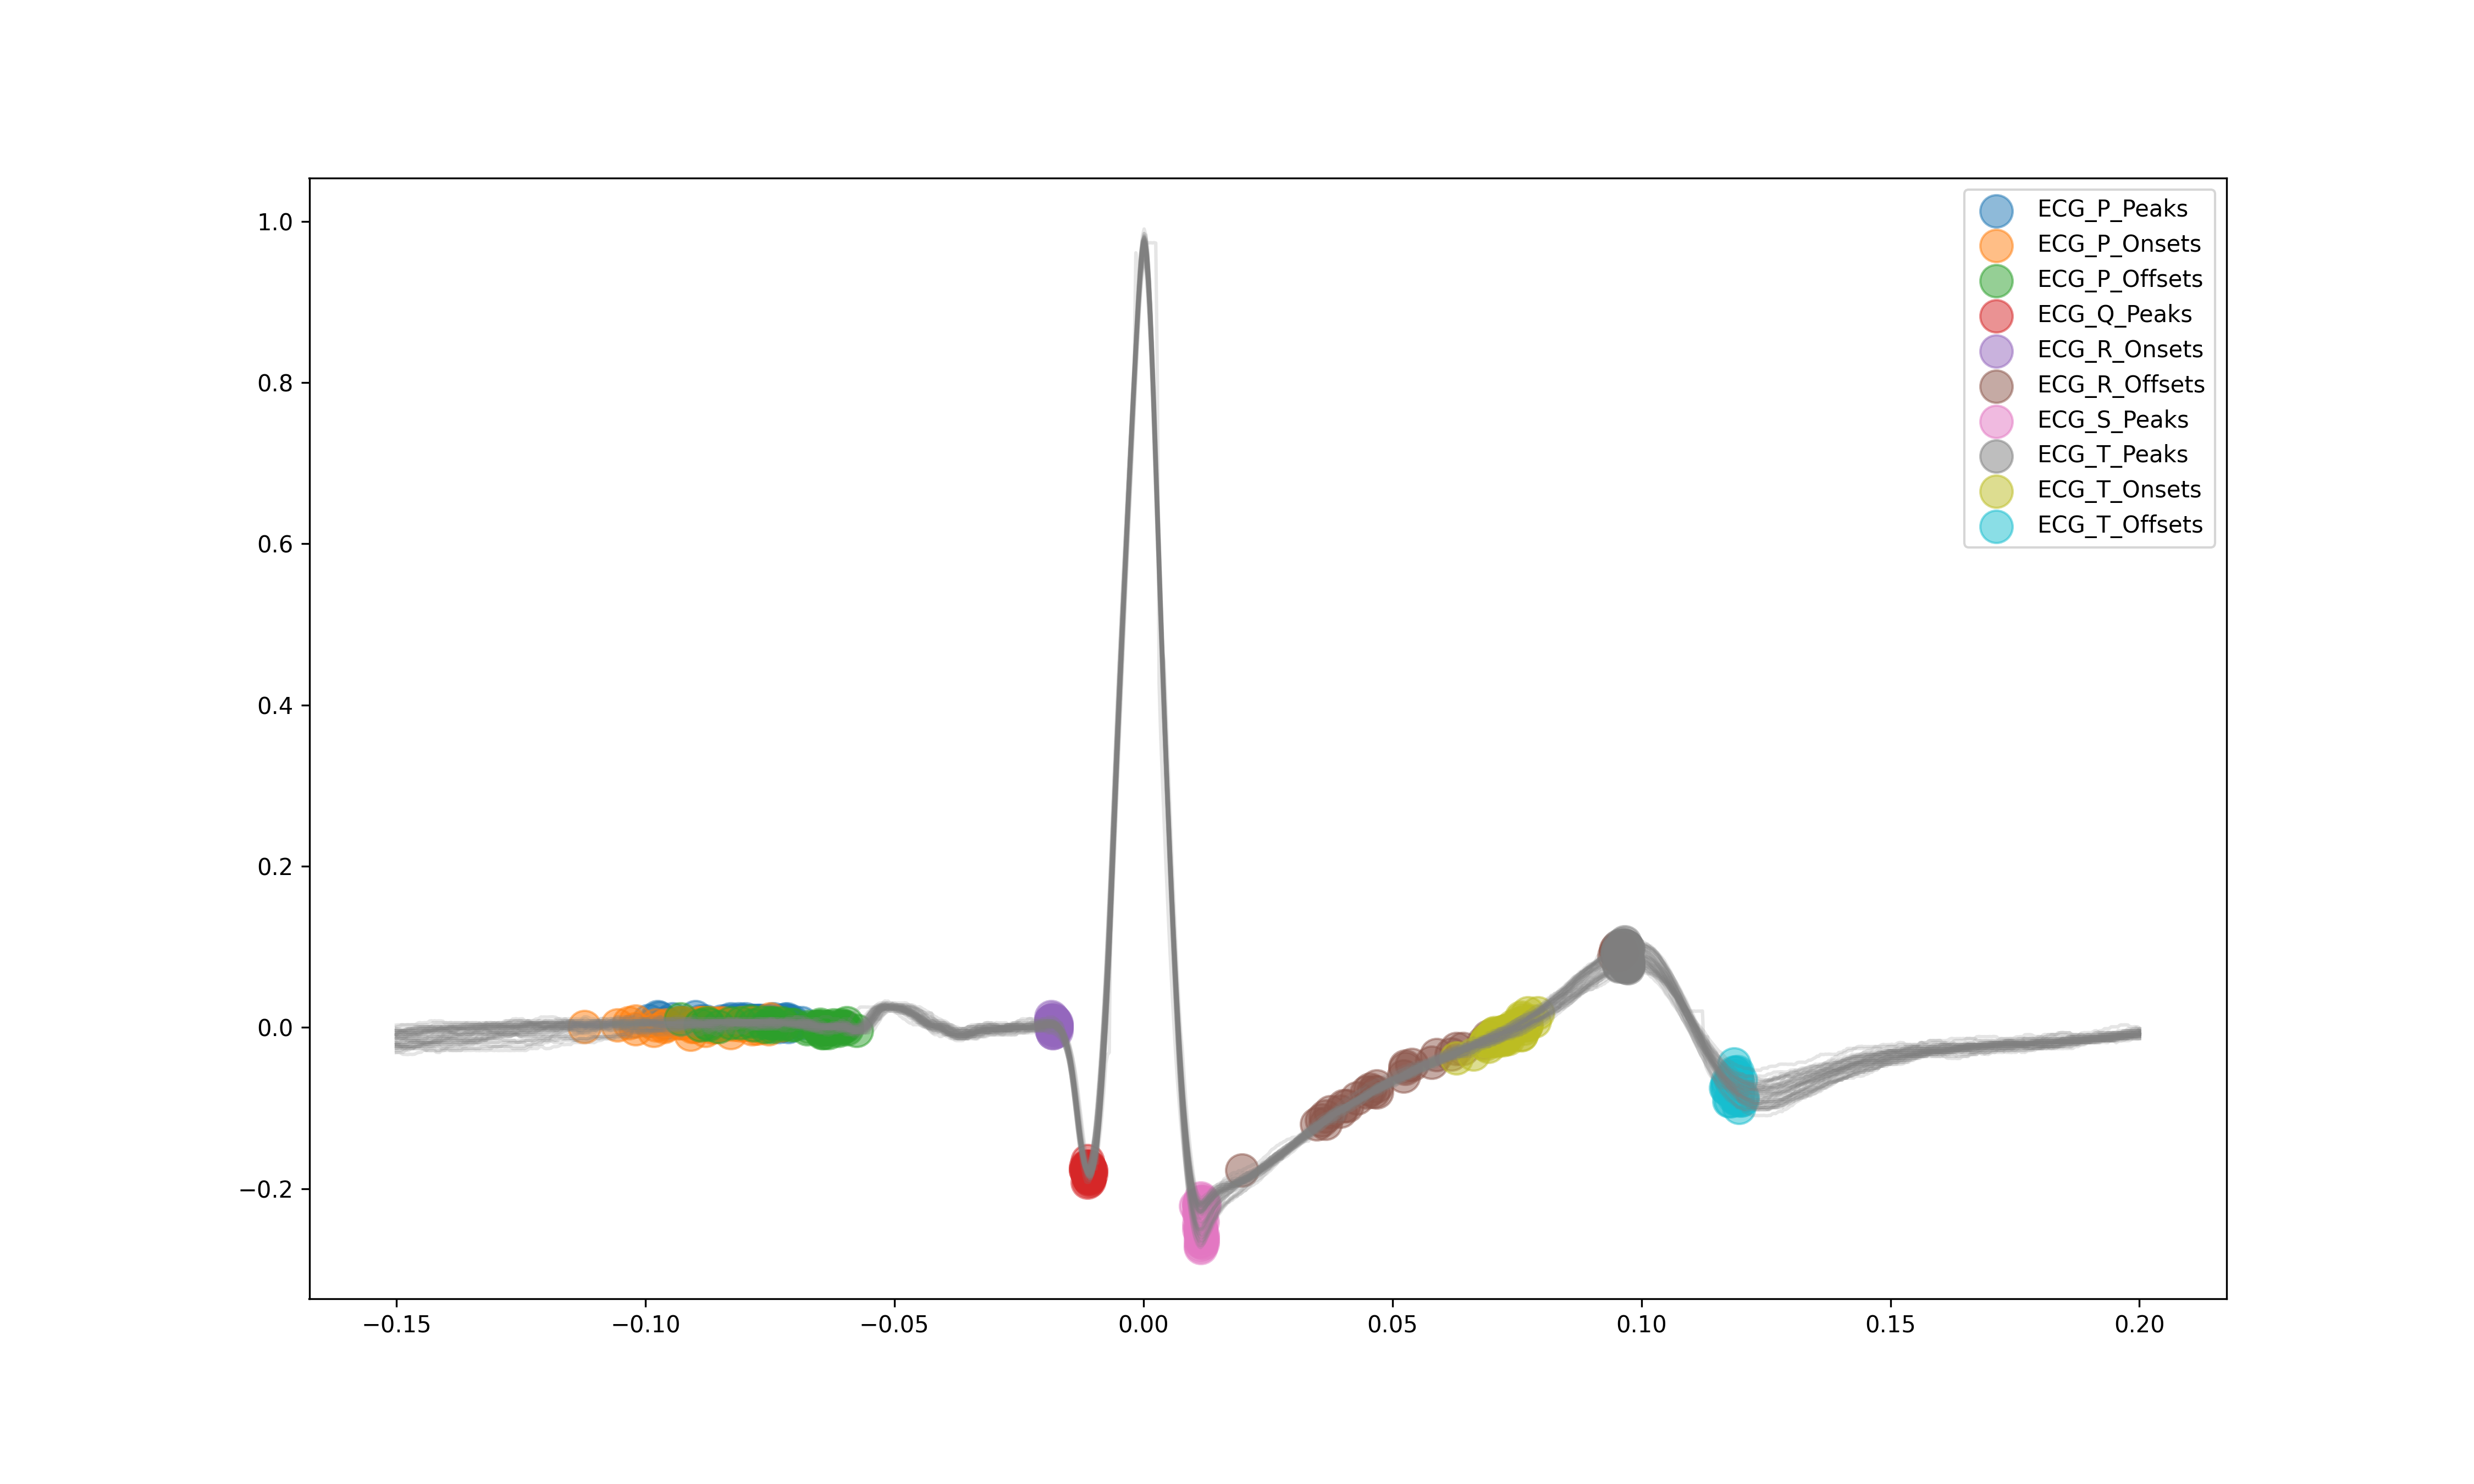 1.0
0.8
0.6
0.4
0.2
0.0
−0.2
−0.15 −0.10 −0.05 0.00 0.05 0.10 0.15 0.20
ECG_P_Peaks
ECG_P_Onsets
ECG_P_Offsets
ECG_Q_Peaks
ECG_R_Onsets
ECG_R_Offsets
ECG_S_Peaks
ECG_T_Peaks
ECG_T_Onsets
ECG_T_Offsets